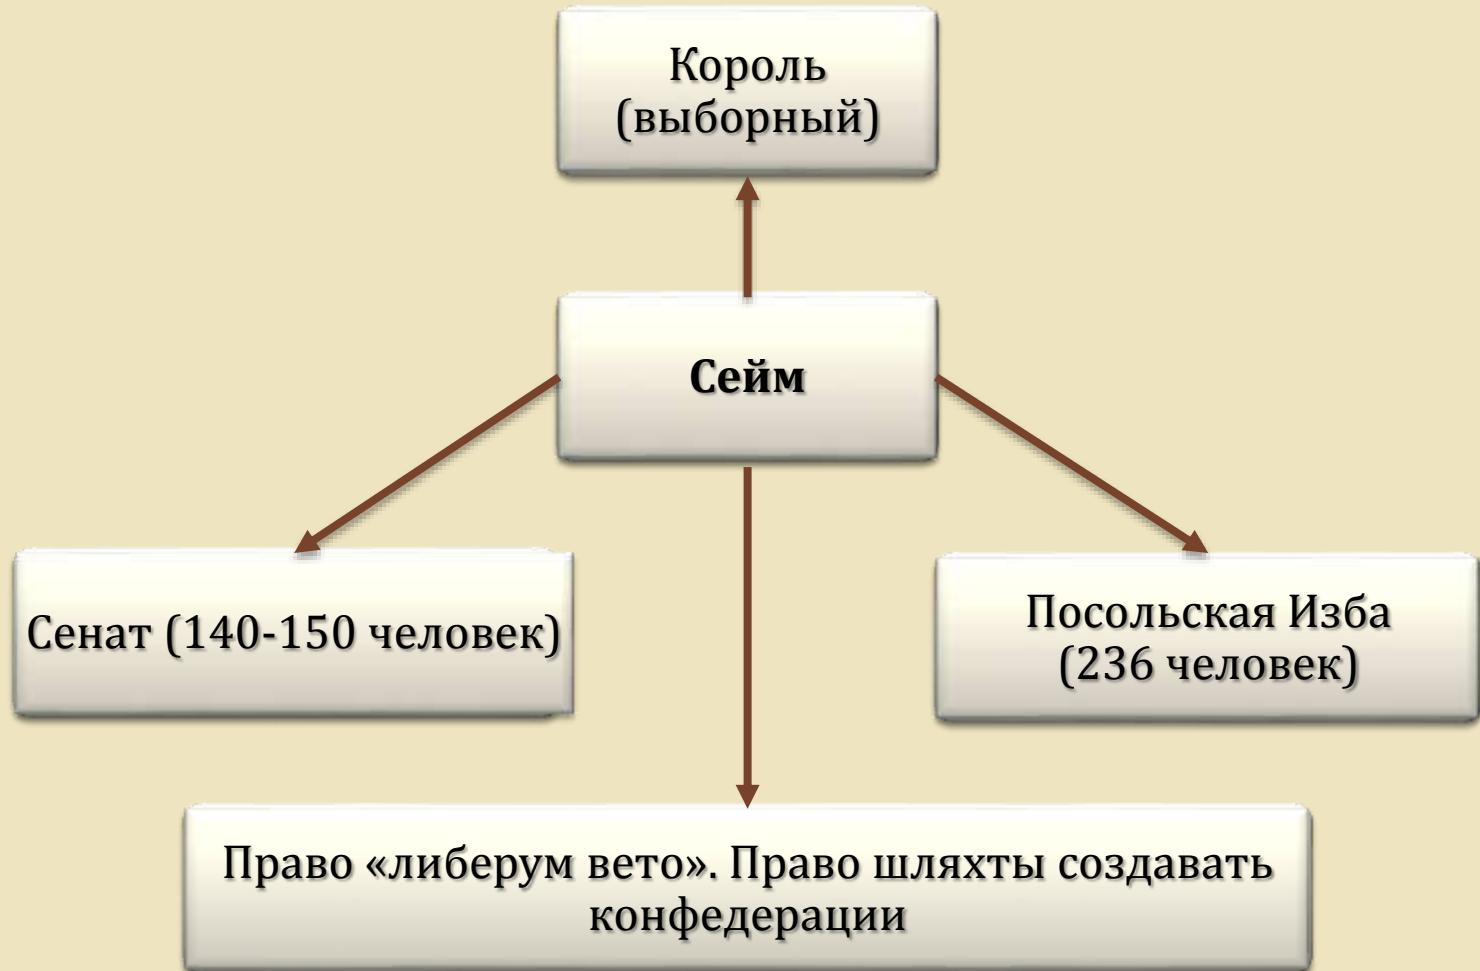 Король
(выборный)
Сейм
Сенат (140-150 человек)
Посольская Изба
(236 человек)
Право «либерум вето». Право шляхты создавать
конфедерации